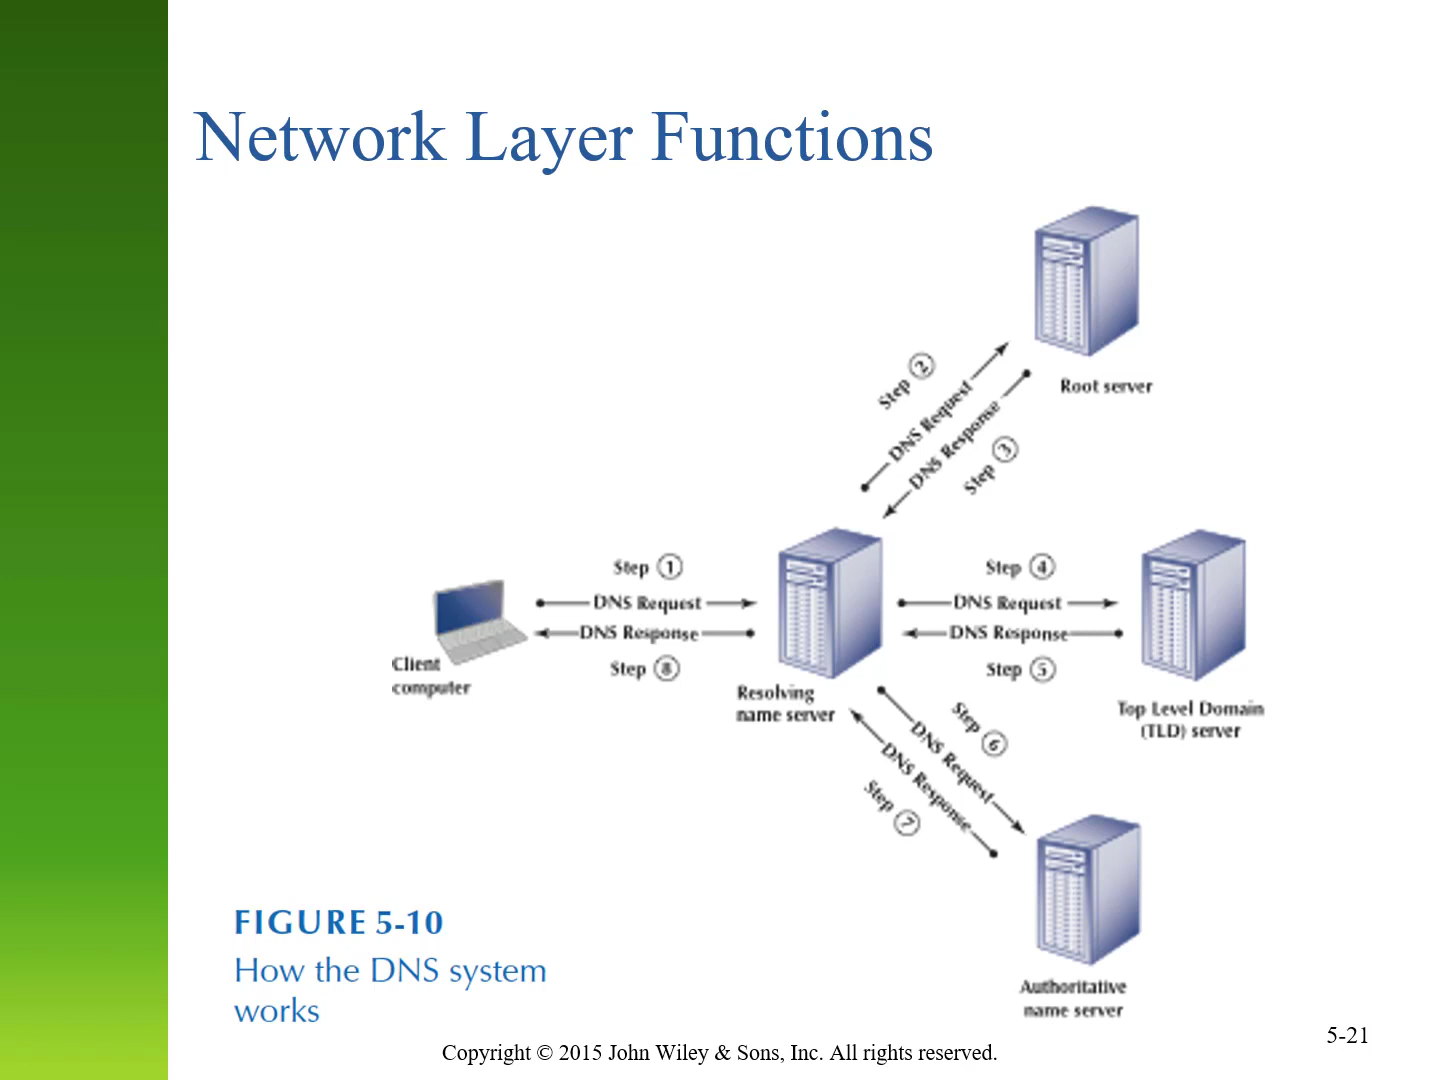 Network Layer Functions
Root server
Step 2
DNS Request
DNS Response
Step 3
Step 1
DNS Request
DNS Response
Step 8
Client
computer
Resolving
name server
Step 4
DNS Request
DNS Response
Step 5
Top Level Domain
(TLD) server
Step 6
DNS Request
DNS Response
Step 7
Authoritative
name server
FIGURE 5-10
How the DNS system
works
5-21
Copyright © 2015 John Wiley & Sons, Inc. All rights reserved.